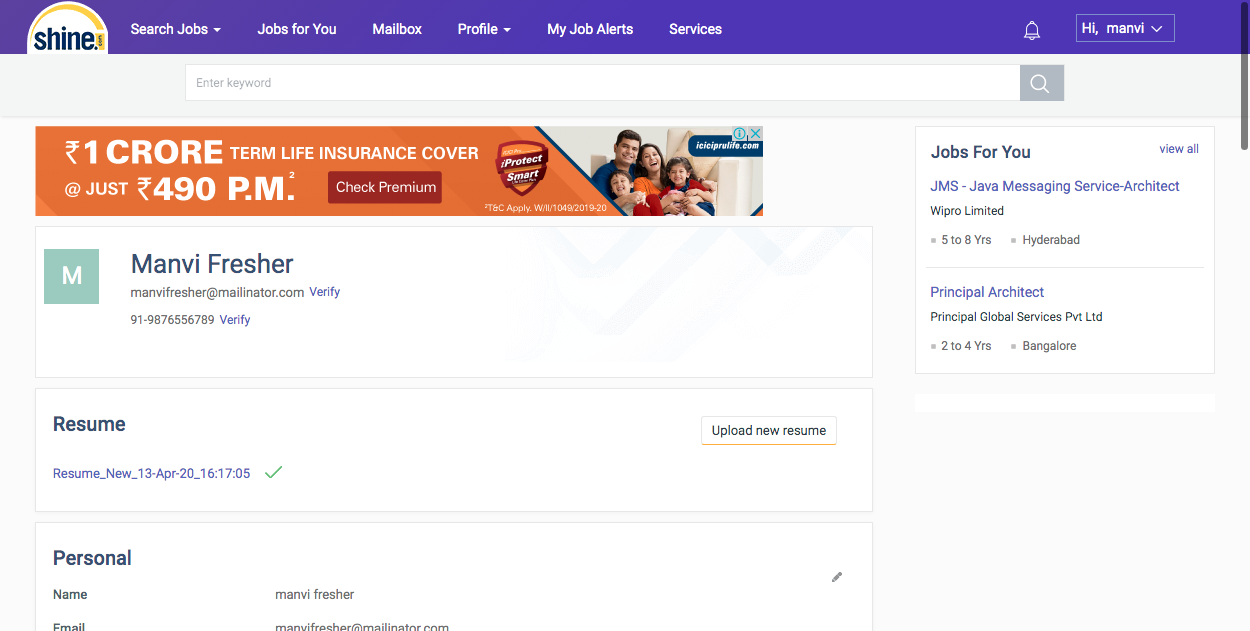 shine.com
Search Jobs
Jobs for You
Mailbox
Profile
My Job Alerts
Services
Hi, manvi
Enter keyword
₹1 CRORE TERM LIFE INSURANCE COVER
@ JUST ₹490 P.M.²
Check Premium
iProtect
Smart
²T&C Apply. W/II/1049/2019-20
iciciprulife.com
Jobs For You
view all
JMS - Java Messaging Service-Architect
Wipro Limited
5 to 8 Yrs
Hyderabad
Principal Architect
Principal Global Services Pvt Ltd
2 to 4 Yrs
Bangalore
M
Manvi Fresher
manvifresher@mailinator.com Verify
91-9876556789 Verify
Resume
Upload new resume
Resume_New_13-Apr-20_16:17:05
Personal
Name
manvi fresher
Email
manvifresher@mailinator.com